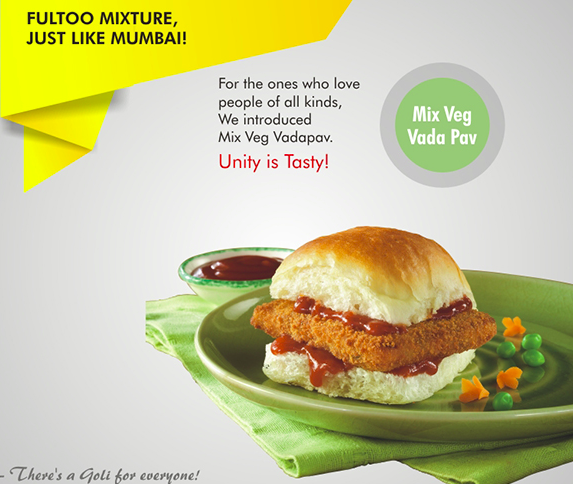 FULTOO MIXTURE,
JUST LIKE MUMBAI!
For the ones who love
people of all kinds,
We introduced
Mix Veg Vadapav.
Unity is Tasty!
Mix Veg
Vada Pav
- There's a Goli for everyone!